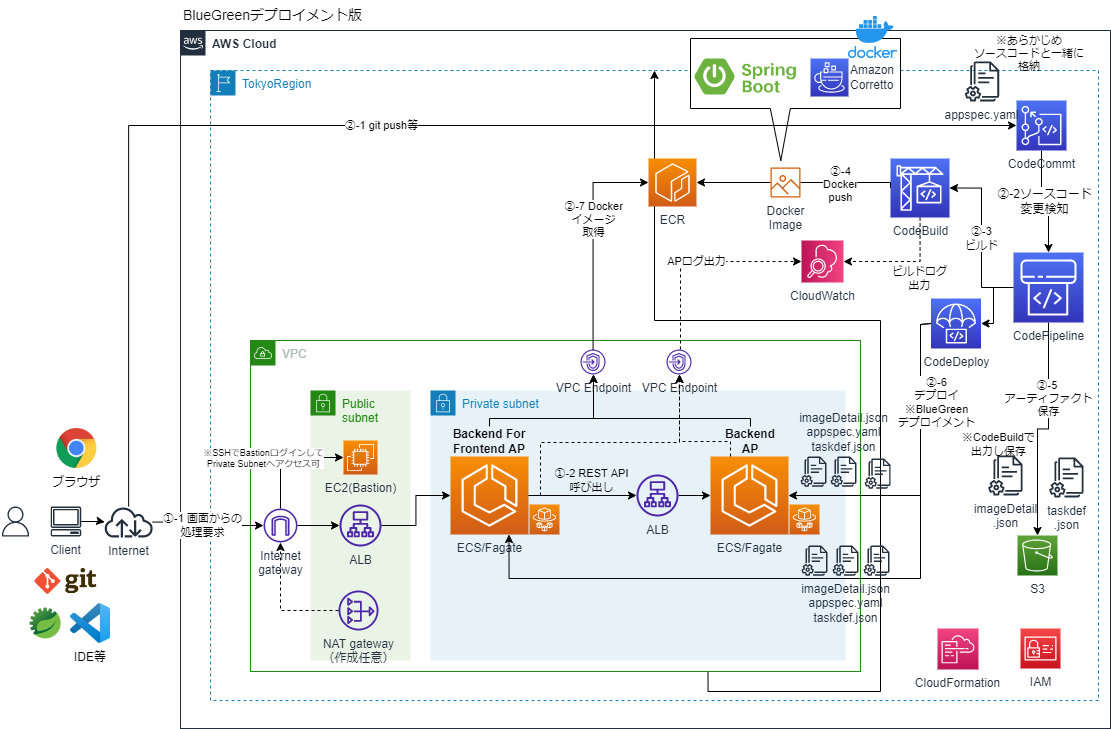 BlueGreenデプロイメント版
aws
AWS Cloud
TokyoRegion
Spring
Boot
docker
Amazon
Corretto
※あらかじめ
ソースコードと一緒に
格納
appspec.yaml
CodeCommt
②-1 git push等
②-2ソースコード
変更検知
②-3
ビルド
②-4
Docker
push
Docker
Image
CodeBuild
ECR
②-7 Docker
イメージ
取得
APログ出力
CloudWatch
ビルドログ
出力
CodePipeline
CodeDeploy
②-6
デプロイ
※BlueGreen
デプロイメント
②-5
アーティファクト
保存
※CodeBuildで
出力し保存
imageDetail
.json
taskdef
.json
S3
VPC
VPC Endpoint
VPC Endpoint
Public
subnet
Private subnet
Backend For
Frontend AP
Backend
AP
imageDetail.json
appspec.yaml
taskdef.json
※SSHでBastionログインして
Private Subnetへアクセス可
EC2(Bastion)
①-2 REST API
呼び出し
ALB
ECS/Fagate
ECS/Fagate
ブラウザ
Client
Internet
①-1 画面からの
処理要求
Internet
gateway
ALB
imageDetail.json
appspec.yaml
taskdef.json
git
IDE等
NAT gateway
（作成任意）
CloudFormation
IAM